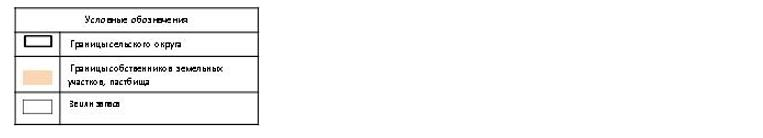 Условные обозначения
Границы сельского округа
Границы собственников земельных
участков, пастбища
Земли запаса